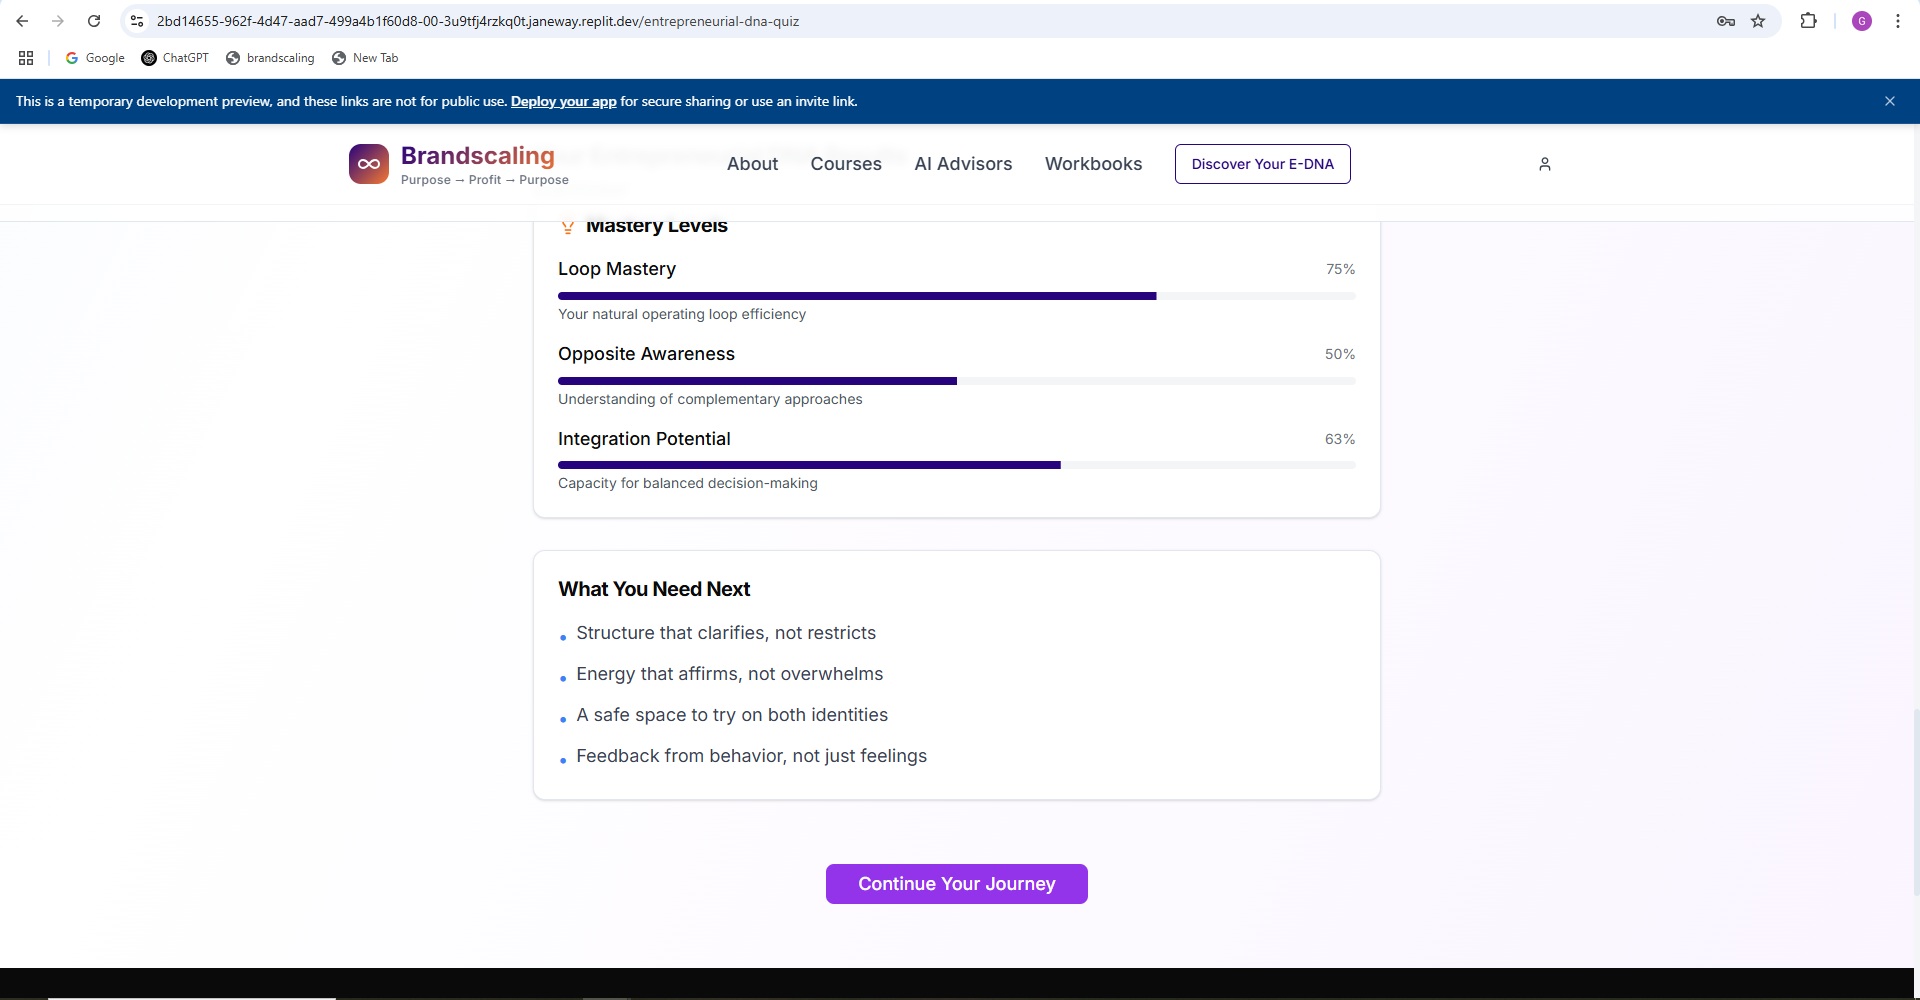 2bd14655-962f-4d47-aad7-499a4b1f60d8-00-3u9tfj4rzkq0t.janeway.replit.dev/entrepreneurial-dna-quiz
G
Google
ChatGPT
brandscaling
New Tab
This is a temporary development preview, and these links are not for public use. Deploy your app for secure sharing or use an invite link.
Brandscaling
Purpose → Profit → Purpose
About
Courses
AI Advisors
Workbooks
Discover Your E-DNA
Mastery Levels
Loop Mastery
75%
Your natural operating loop efficiency
Opposite Awareness
50%
Understanding of complementary approaches
Integration Potential
63%
Capacity for balanced decision-making
What You Need Next
• Structure that clarifies, not restricts
• Energy that affirms, not overwhelms
• A safe space to try on both identities
• Feedback from behavior, not just feelings
Continue Your Journey